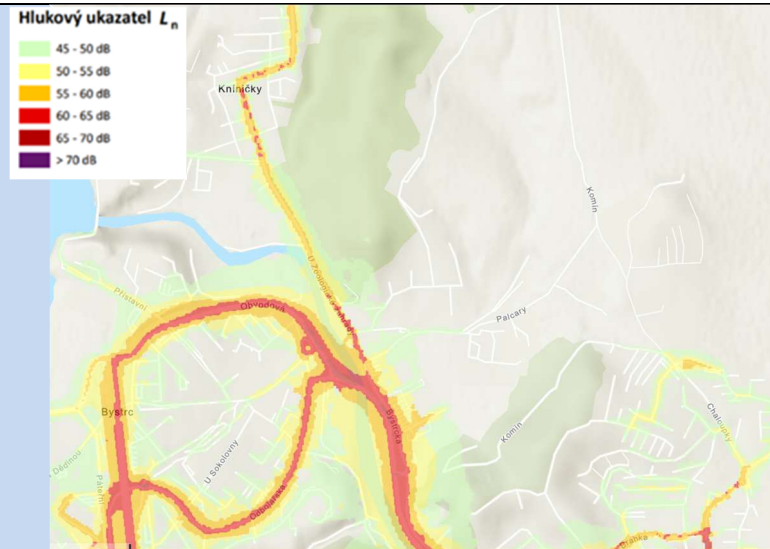 Hlukový ukazatel Ln
45 - 50 dB
50 - 55 dB
55 - 60 dB
60 - 65 dB
65 - 70 dB
> 70 dB
Kníničky
Komín
Přístavní
Obvodová
Palcary
Bystrc
Bystrcká
Chaloupky
Komín
U Sokolovny
Odbojářská